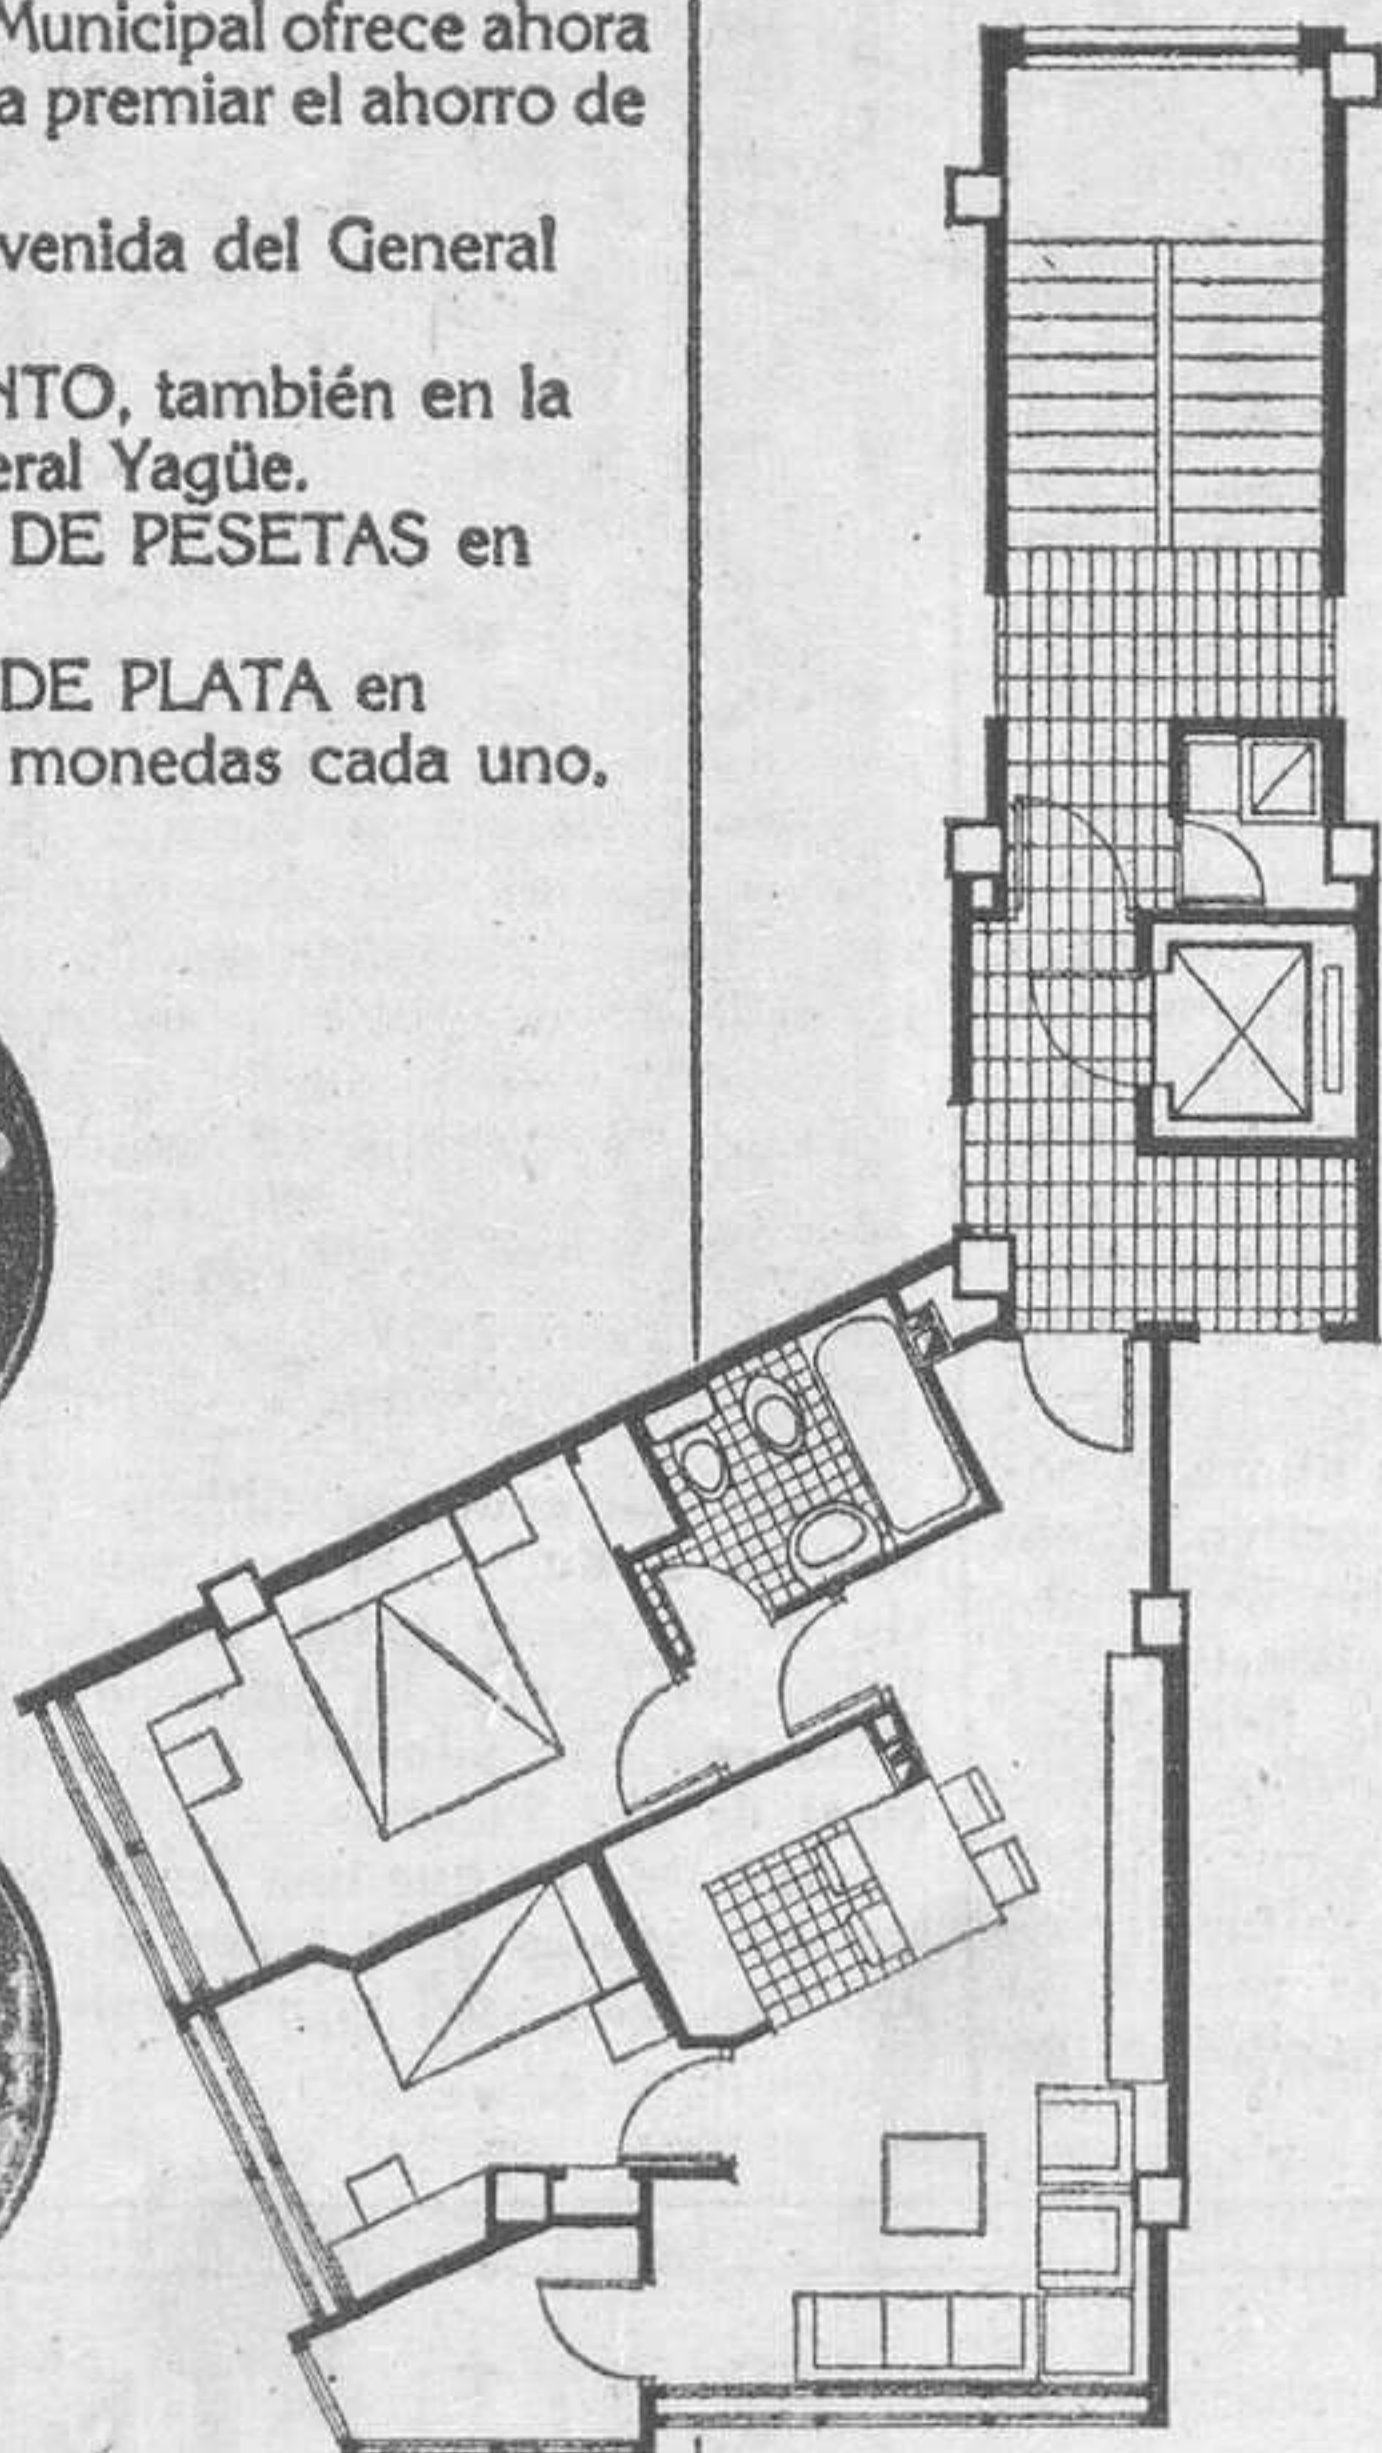 Municipal ofrece ahora
a premiar el ahorro de
venida del General
NTO, también en la
eral Yagüe.
DE PESETAS en
DE PLATA en
monedas cada uno.